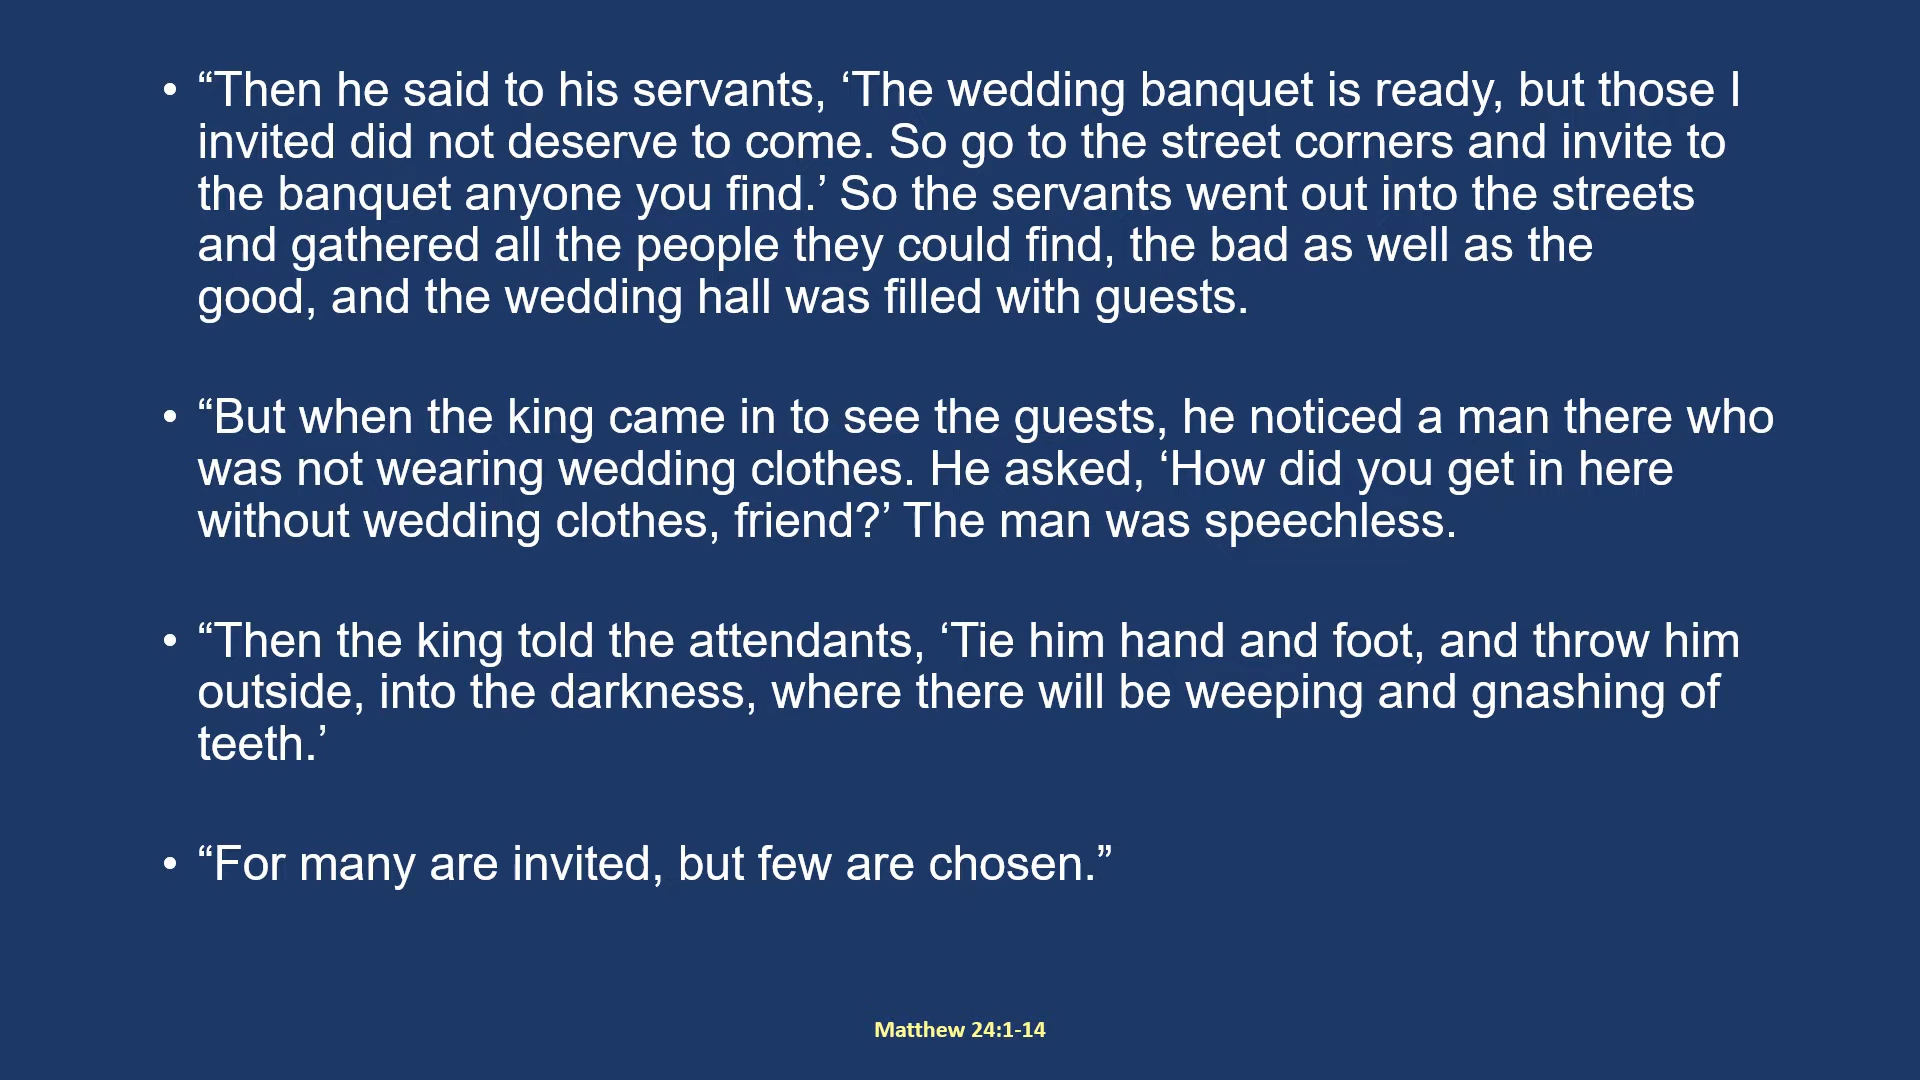 • “Then he said to his servants, ‘The wedding banquet is ready, but those I
invited did not deserve to come. So go to the street corners and invite to
the banquet anyone you find.’ So the servants went out into the streets
and gathered all the people they could find, the bad as well as the
good, and the wedding hall was filled with guests.
• “But when the king came in to see the guests, he noticed a man there who
was not wearing wedding clothes. He asked, ‘How did you get in here
without wedding clothes, friend?’ The man was speechless.
• “Then the king told the attendants, ‘Tie him hand and foot, and throw him
outside, into the darkness, where there will be weeping and gnashing of
teeth.’
• “For many are invited, but few are chosen.”
Matthew 24:1-14